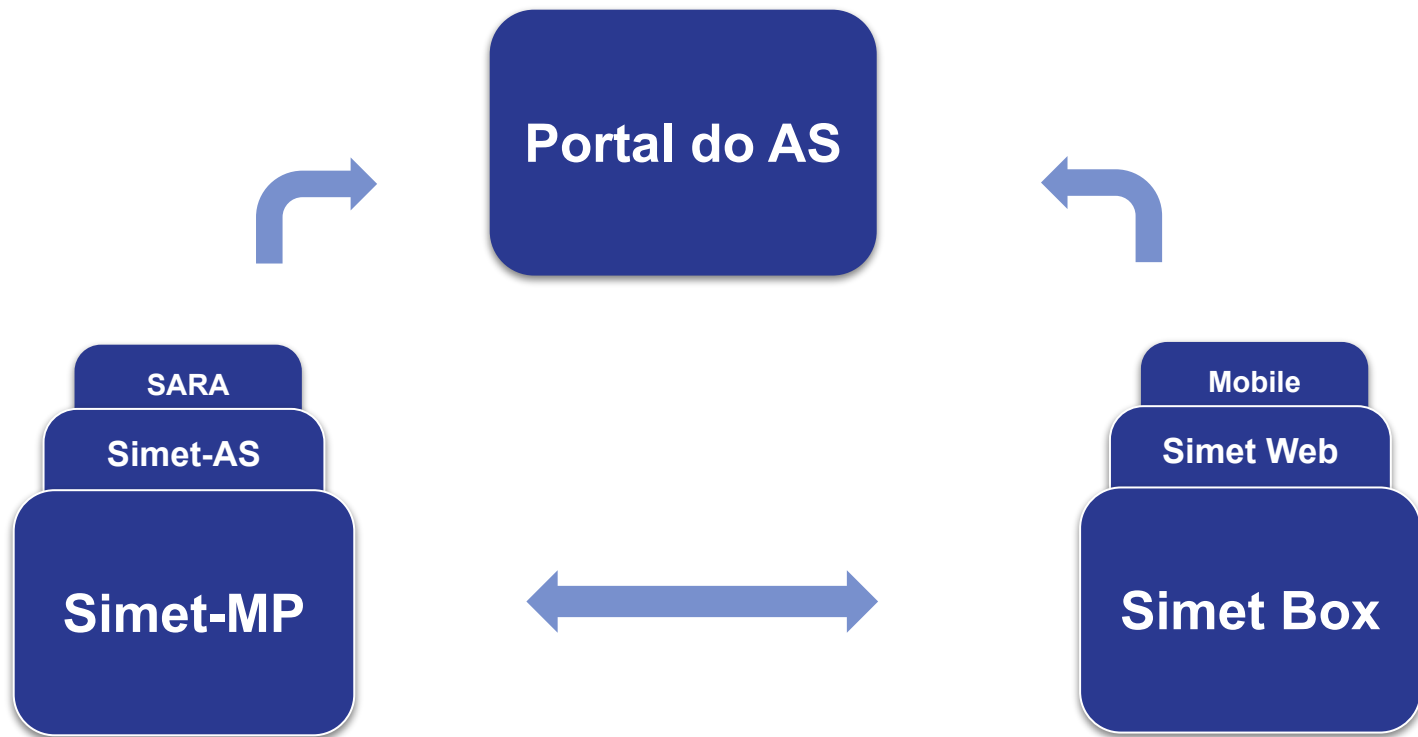 Portal do AS
SARA
Simet-AS
Simet-MP
Mobile
Simet Web
Simet Box